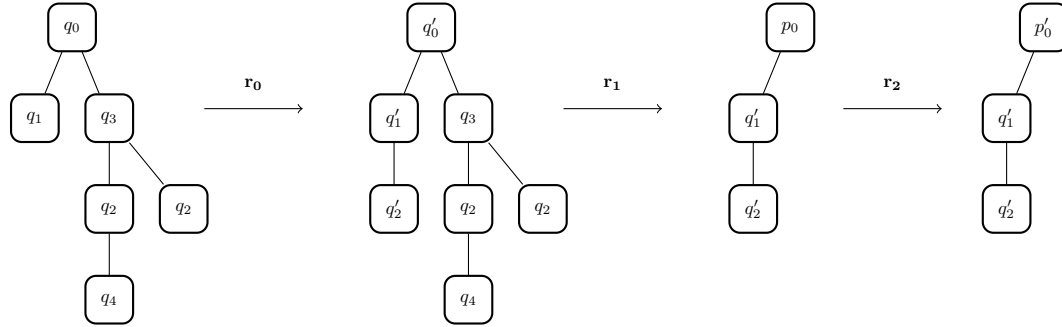 q₀ q′₀ p₀ p′₀
r₀ r₁ r₂
q₁ q₃ q′₁ q₃ q′₁ q′₁
q₂ q₂ q′₂ q₂ q₂ q′₂ q′₂
q₄ q₄